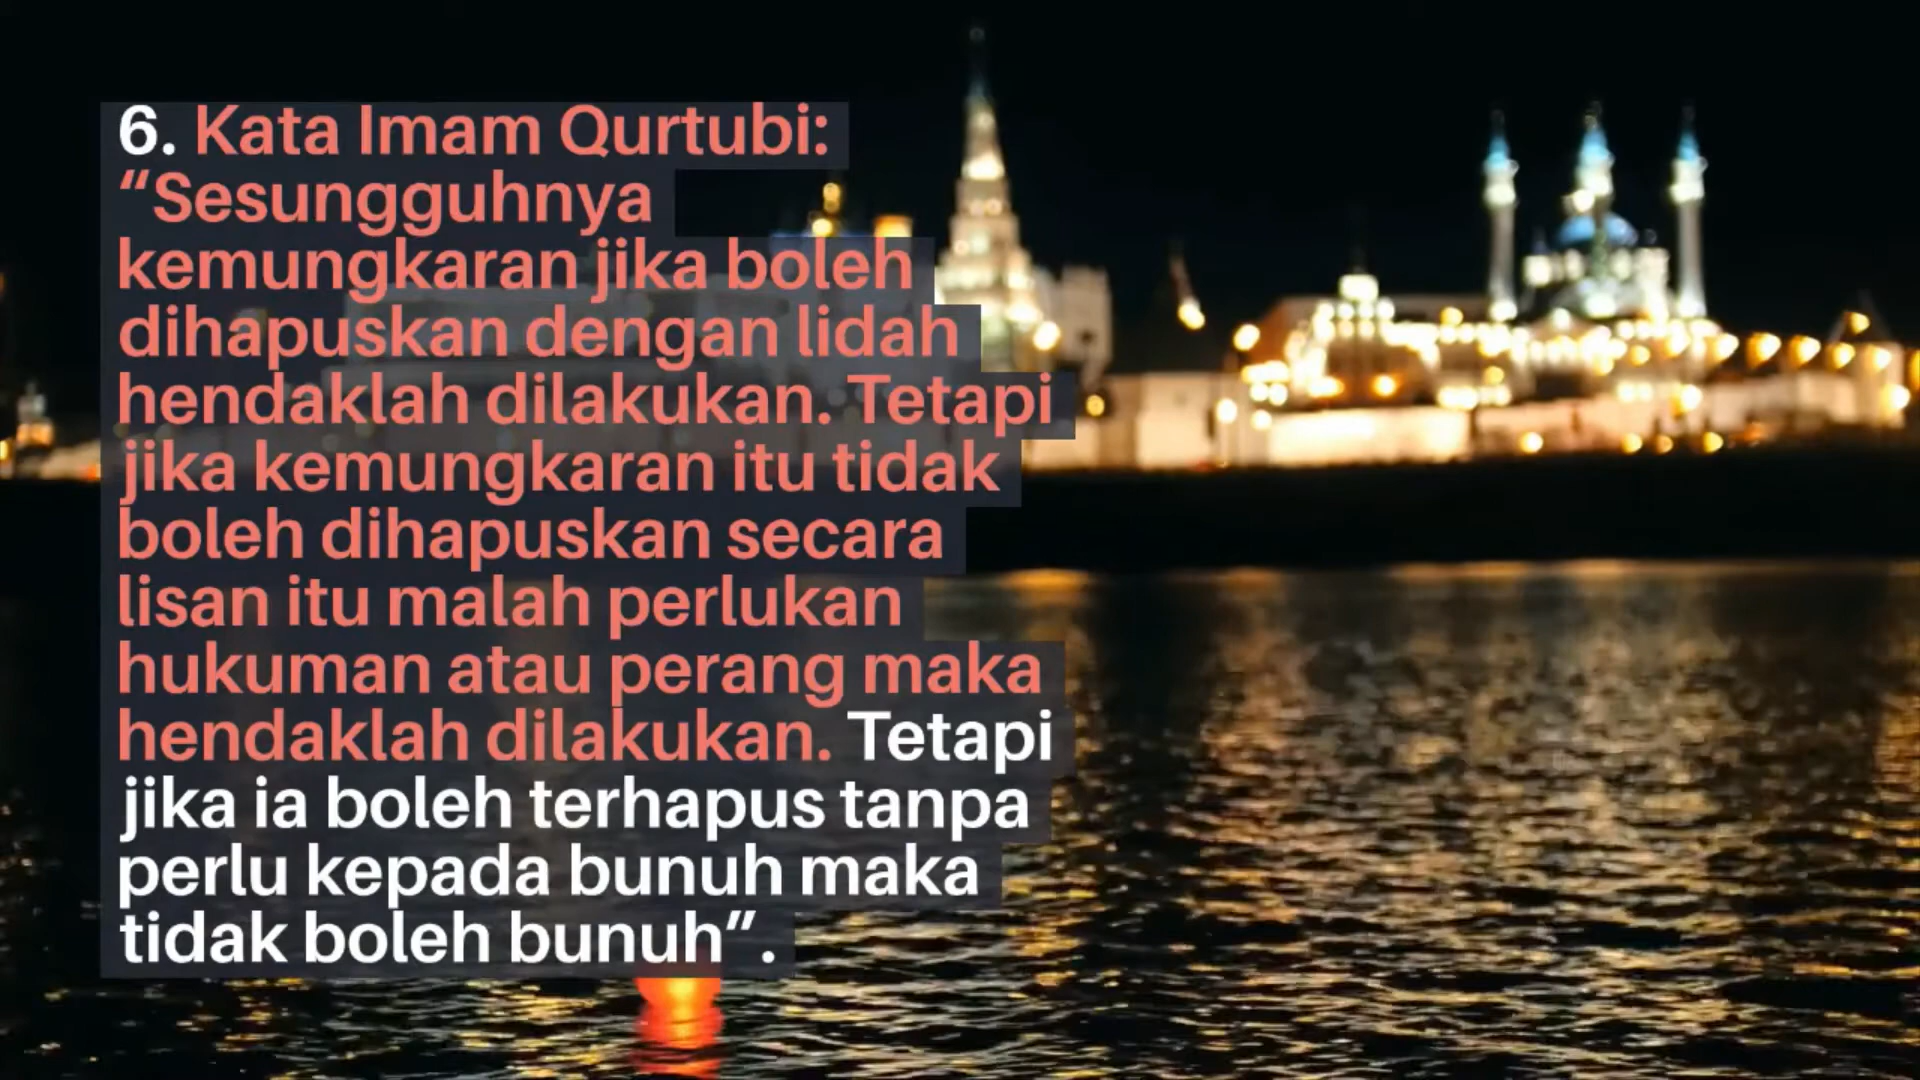 6. Kata Imam Qurtubi:
“Sesungguhnya
kemungkaran jika boleh
dihapuskan dengan lidah
hendaklah dilakukan. Tetapi
jika kemungkaran itu tidak
boleh dihapuskan secara
lisan itu malah perlukan
hukuman atau perang maka
hendaklah dilakukan. Tetapi
jika ia boleh terhapus tanpa
perlu kepada bunuh maka
tidak boleh bunuh”.